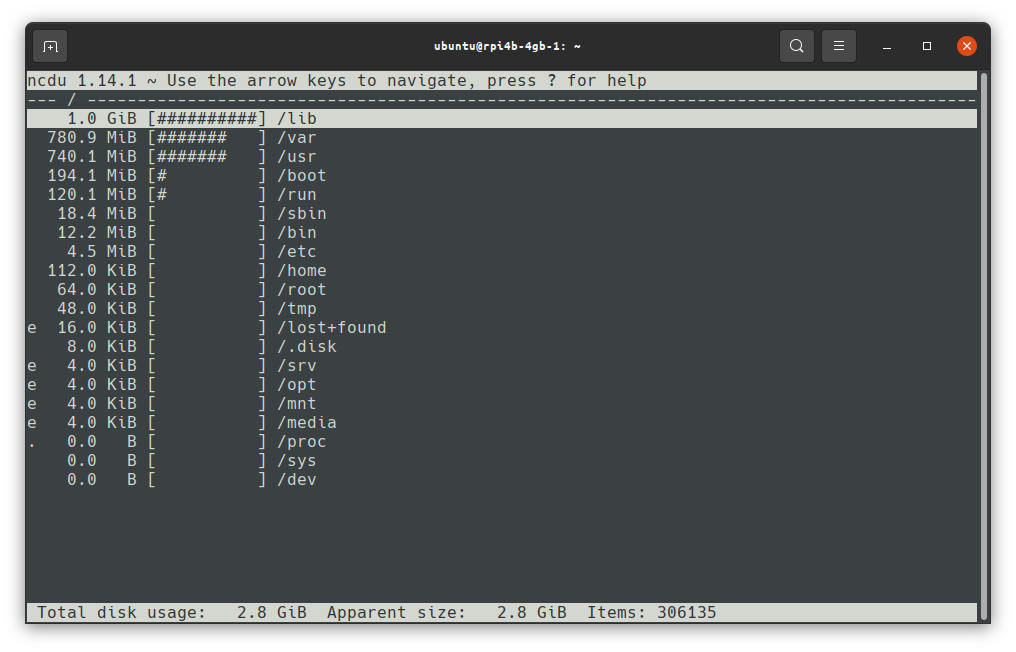 ubuntu@rpi4b-4gb-1: ~
ncdu 1.14.1 ~ Use the arrow keys to navigate, press ? for help
--- / -----------------------------------------------------------------------------------------
    1.0 GiB [##########] /lib
  780.9 MiB [#######   ] /var
  740.1 MiB [#######   ] /usr
  194.1 MiB [#         ] /boot
  120.1 MiB [#         ] /run
   18.4 MiB [          ] /sbin
   12.2 MiB [          ] /bin
    4.5 MiB [          ] /etc
  112.0 KiB [          ] /home
   64.0 KiB [          ] /root
   48.0 KiB [          ] /tmp
e  16.0 KiB [          ] /lost+found
    8.0 KiB [          ] /.disk
e   4.0 KiB [          ] /srv
e   4.0 KiB [          ] /opt
e   4.0 KiB [          ] /mnt
e   4.0 KiB [          ] /media
.   0.0   B [          ] /proc
    0.0   B [          ] /sys
    0.0   B [          ] /dev
Total disk usage:   2.8 GiB  Apparent size:   2.8 GiB  Items: 306135